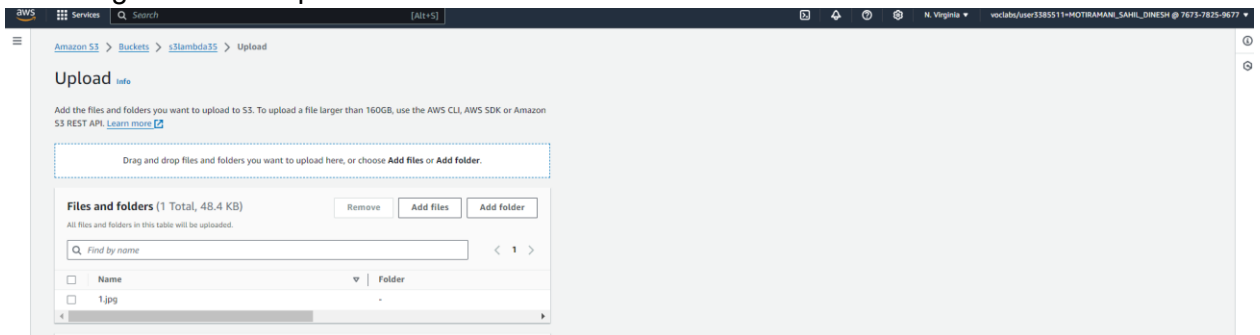 aws Services Search [Alt+S] N. Virginia voclabs/user3385511=MOTIRAMANI_SAHIL_DINESH @ 7673-7825-9677
Amazon S3 > Buckets > s3lambda35 > Upload
Upload Info
Add the files and folders you want to upload to S3. To upload a file larger than 160GB, use the AWS CLI, AWS SDK or Amazon
S3 REST API. Learn more
Drag and drop files and folders you want to upload here, or choose Add files or Add folder.
Files and folders (1 Total, 48.4 KB) Remove Add files Add folder
All files and folders in this table will be uploaded.
Find by name < 1 >
Name Folder
1.jpg -